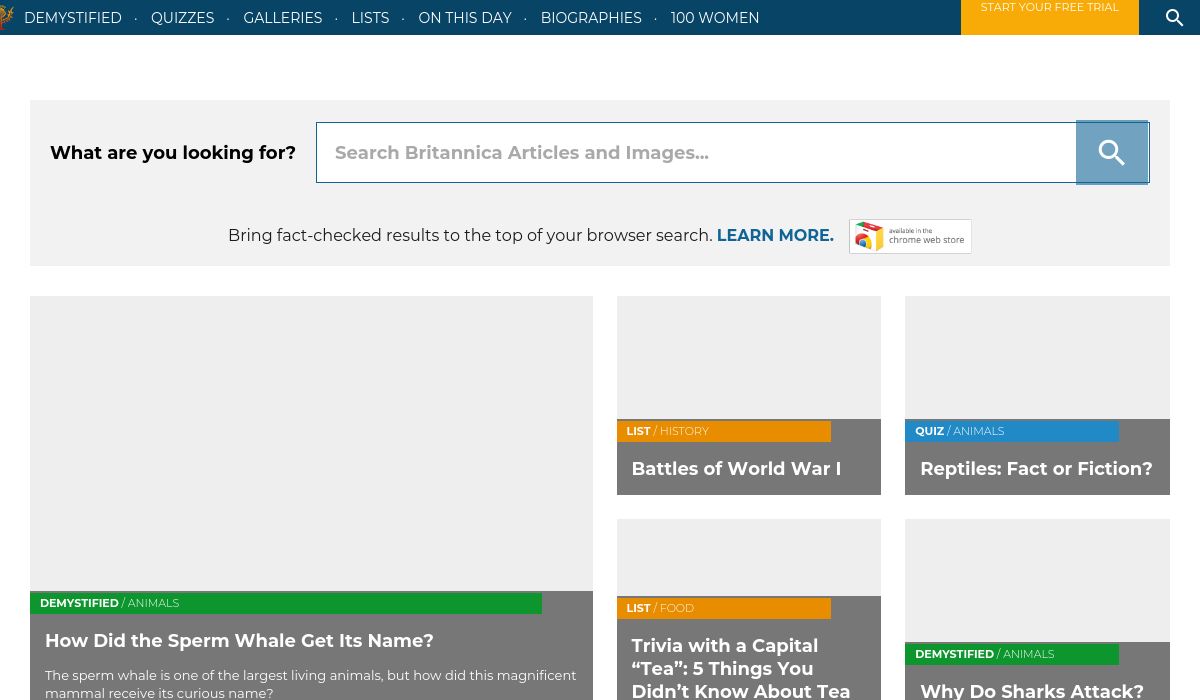 DEMYSTIFIED · QUIZZES · GALLERIES · LISTS · ON THIS DAY · BIOGRAPHIES · 100 WOMEN
START YOUR FREE TRIAL
What are you looking for?
Search Britannica Articles and Images...
Bring fact-checked results to the top of your browser search. LEARN MORE.
available in the
chrome web store
LIST / HISTORY
Battles of World War I
QUIZ / ANIMALS
Reptiles: Fact or Fiction?
DEMYSTIFIED / ANIMALS
How Did the Sperm Whale Get Its Name?
The sperm whale is one of the largest living animals, but how did this magnificent
mammal receive its curious name?
LIST / FOOD
Trivia with a Capital
“Tea”: 5 Things You
Didn’t Know About Tea
DEMYSTIFIED / ANIMALS
Why Do Sharks Attack?